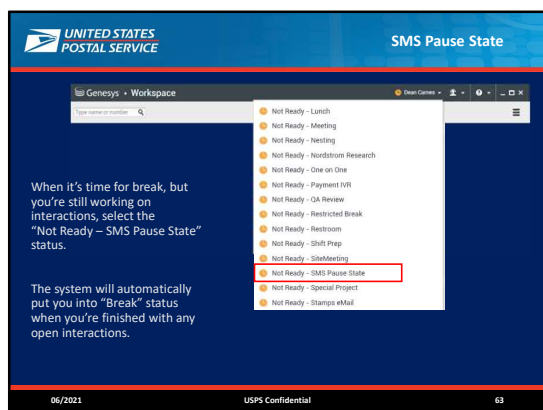 UNITED STATES
POSTAL SERVICE
SMS Pause State
Genesys • Workspace
Dean Carnes
Type name or number
Not Ready - Lunch
Not Ready - Meeting
Not Ready - Nesting
Not Ready - Nordstrom Research
Not Ready - One on One
Not Ready - Payment IVR
Not Ready - QA Review
Not Ready - Restricted Break
Not Ready - Restroom
Not Ready - Shift Prep
Not Ready - SiteMeeting
Not Ready - SMS Pause State
Not Ready - Special Project
Not Ready - Stamps eMail
When it’s time for break, but
you’re still working on
interactions, select the
“Not Ready – SMS Pause State”
status.
The system will automatically
put you into “Break” status
when you’re finished with any
open interactions.
06/2021
USPS Confidential
63